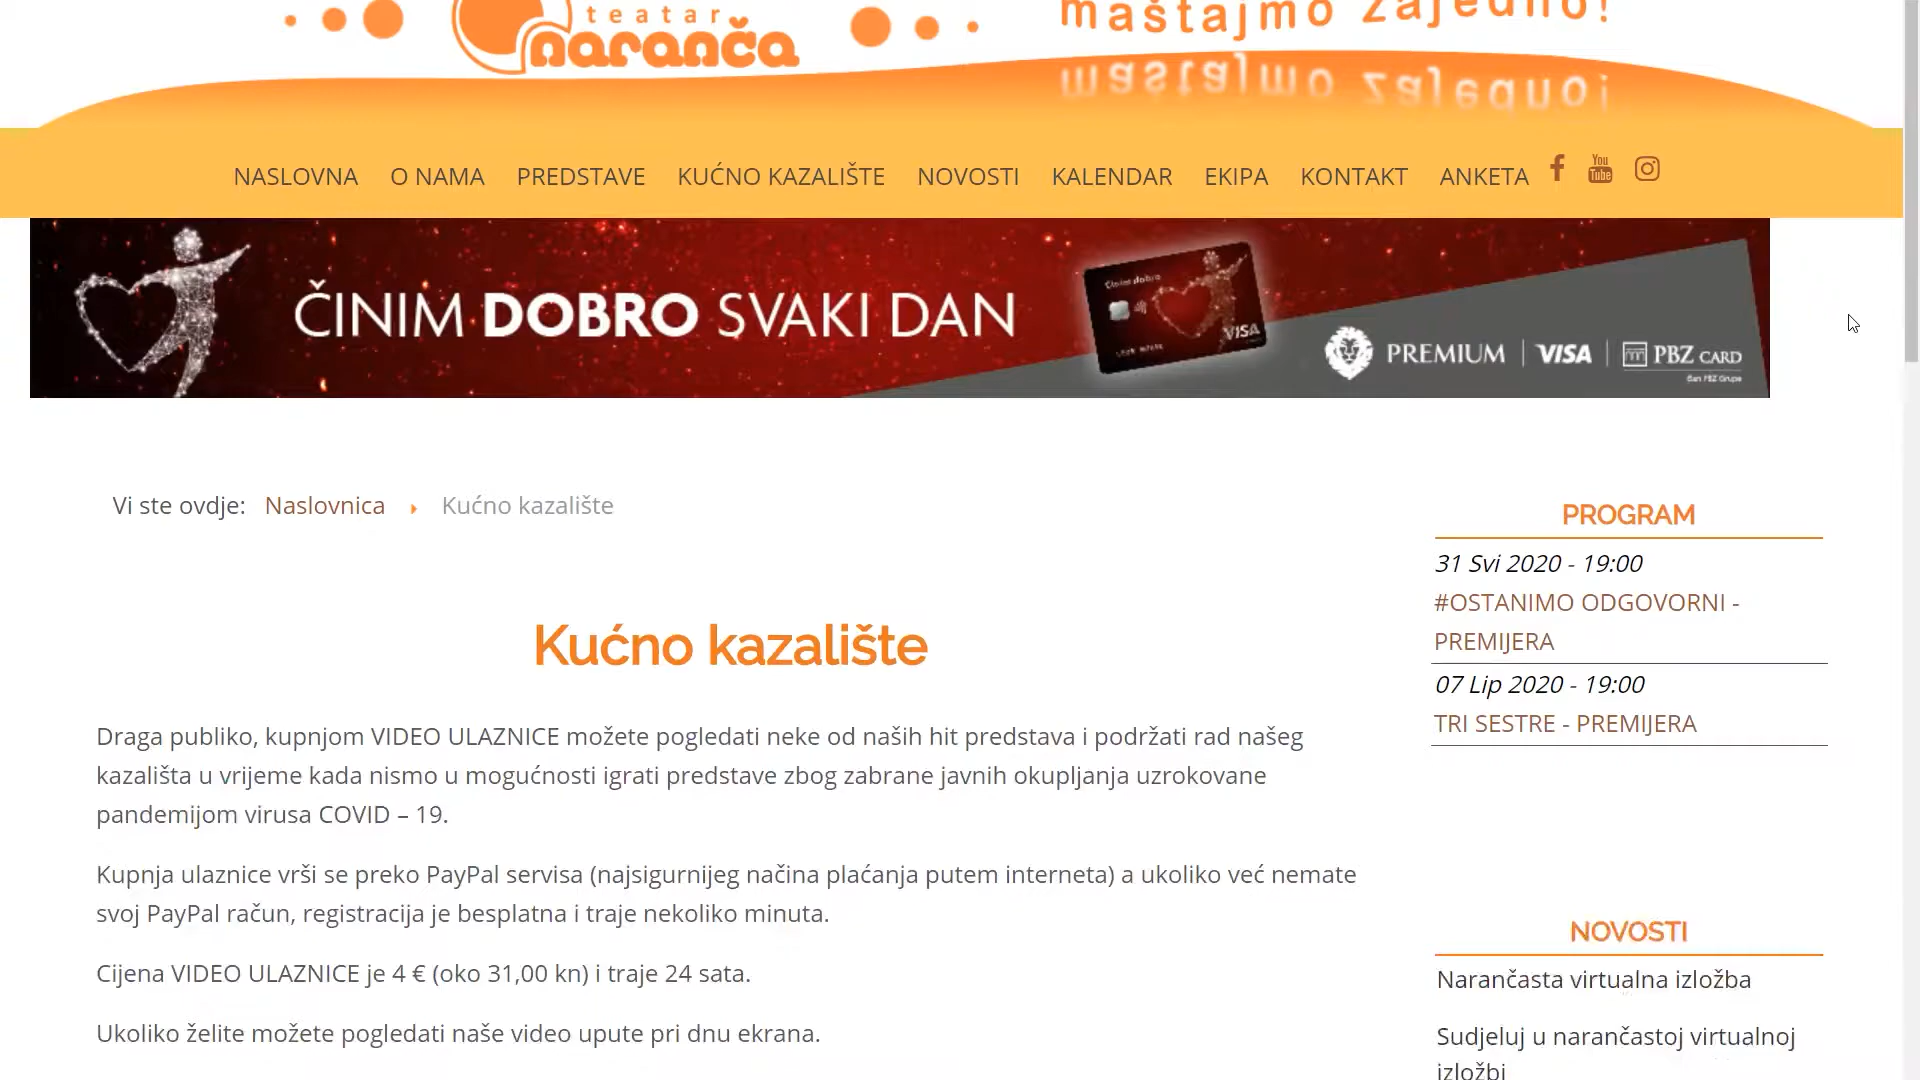 teatar
naranča
maštajmo zajedno!
NASLOVNA O NAMA PREDSTAVE KUĆNO KAZALIŠTE NOVOSTI KALENDAR EKIPA KONTAKT ANKETA You Tube
ČINIM DOBRO SVAKI DAN
Činim dobro
VISA
PREMIUM | VISA | PBZ CARD
član PBZ Grupe
Vi ste ovdje: Naslovnica Kućno kazalište
Kućno kazalište
Draga publiko, kupnjom VIDEO ULAZNICE možete pogledati neke od naših hit predstava i podržati rad našeg
kazališta u vrijeme kada nismo u mogućnosti igrati predstave zbog zabrane javnih okupljanja uzrokovane
pandemijom virusa COVID – 19.
Kupnja ulaznice vrši se preko PayPal servisa (najsigurnijeg načina plaćanja putem interneta) a ukoliko već nemate
svoj PayPal račun, registracija je besplatna i traje nekoliko minuta.
Cijena VIDEO ULAZNICE je 4 € (oko 31,00 kn) i traje 24 sata.
Ukoliko želite možete pogledati naše video upute pri dnu ekrana.
PROGRAM
31 Svi 2020 - 19:00
#OSTANIMO ODGOVORNI -
PREMIJERA
07 Lip 2020 - 19:00
TRI SESTRE - PREMIJERA
NOVOSTI
Narančasta virtualna izložba
Sudjeluj u narančastoj virtualnoj
izložbi